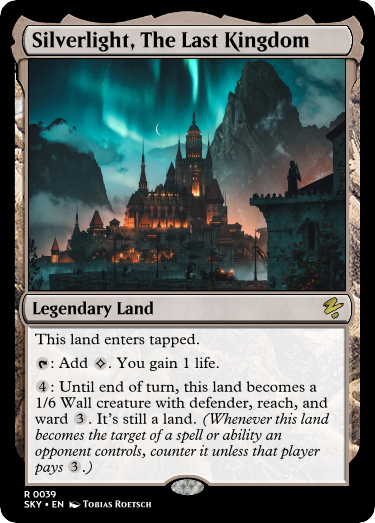 Silverlight, The Last Kingdom
Legendary Land
This land enters tapped.
: Add . You gain 1 life.
4: Until end of turn, this land becomes a
1/6 Wall creature with defender, reach, and
ward 3. It's still a land. (Whenever this land
becomes the target of a spell or ability an
opponent controls, counter it unless that player
pays 3.)
R 0039
SKY • EN Tobias Roetsch